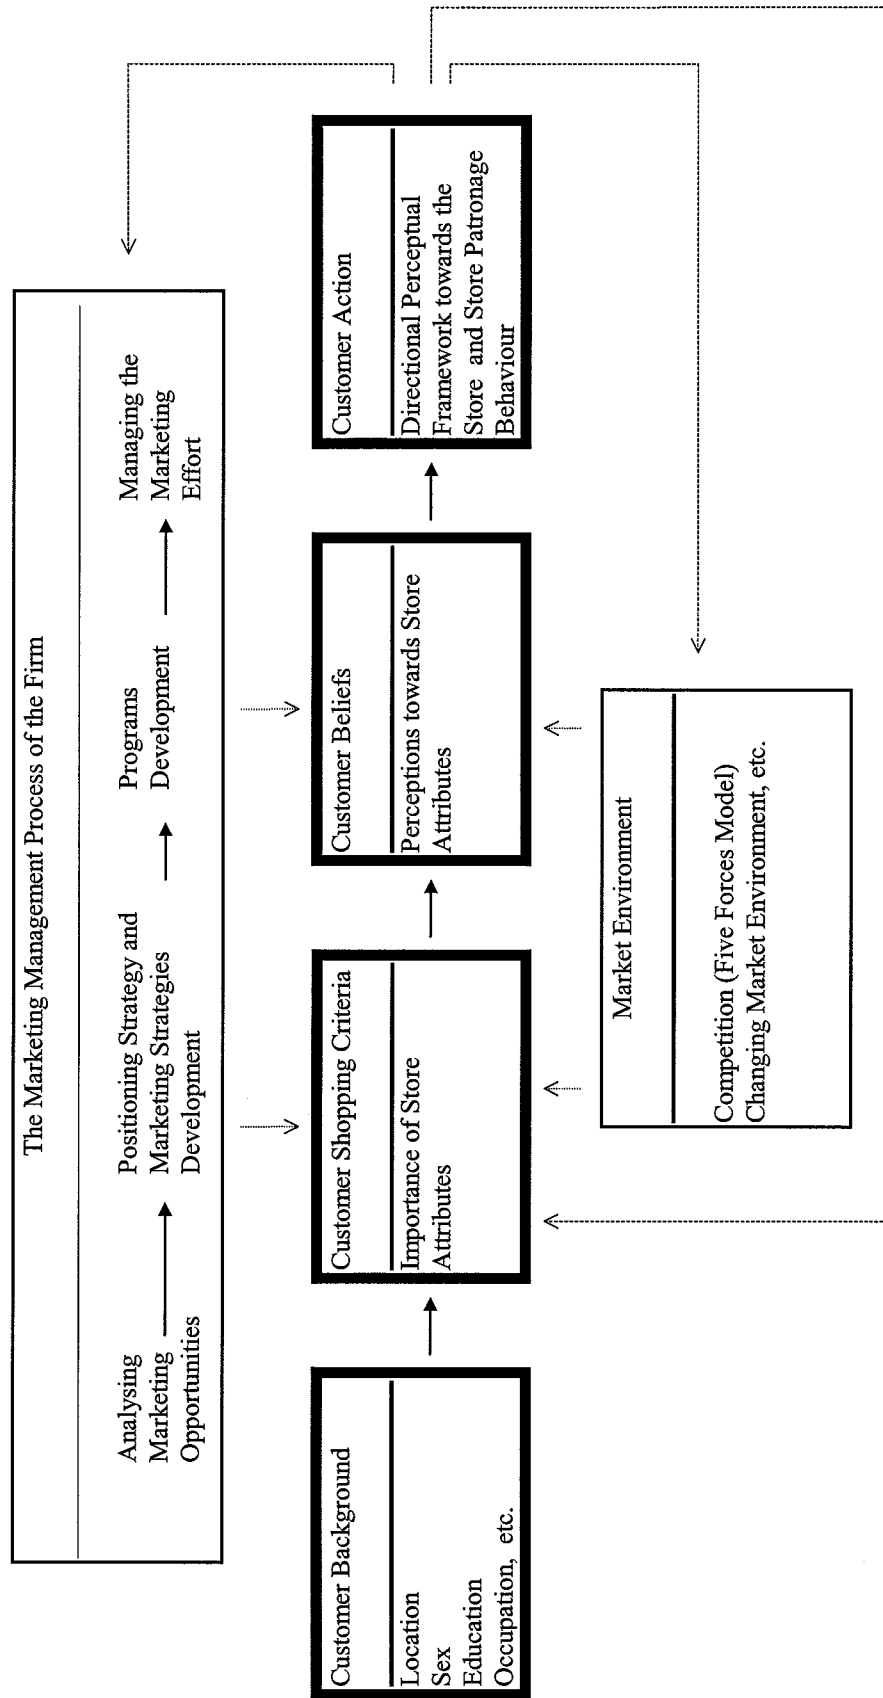 The Marketing Management Process of the Firm
Analysing
Marketing
Opportunities
Positioning Strategy and
Marketing Strategies
Development
Programs
Development
Managing the
Marketing
Effort
Customer Background
Location
Sex
Education
Occupation, etc.
Customer Shopping Criteria
Importance of Store
Attributes
Customer Beliefs
Perceptions towards Store
Attributes
Customer Action
Directional Perceptual
Framework towards the
Store and Store Patronage
Behaviour
Market Environment
Competition (Five Forces Model)
Changing Market Environment, etc.